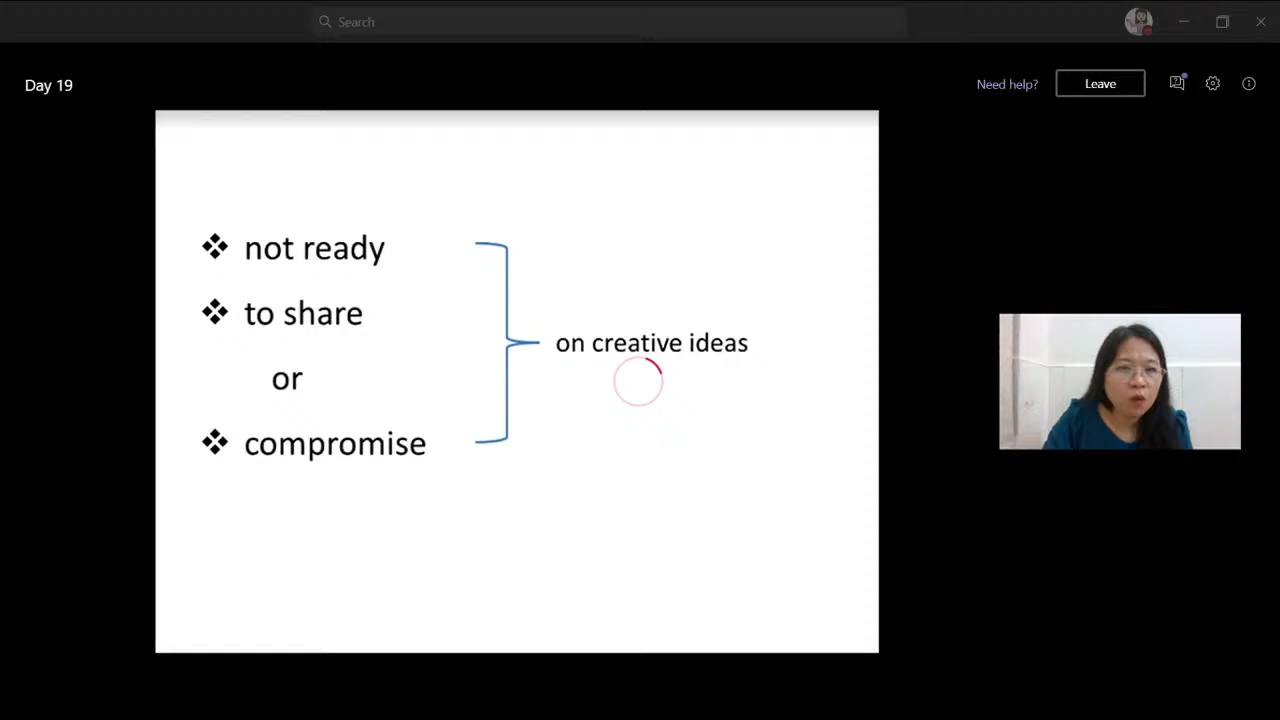 Search
Day 19
Need help?
Leave
not ready
to share
or
compromise
on creative ideas